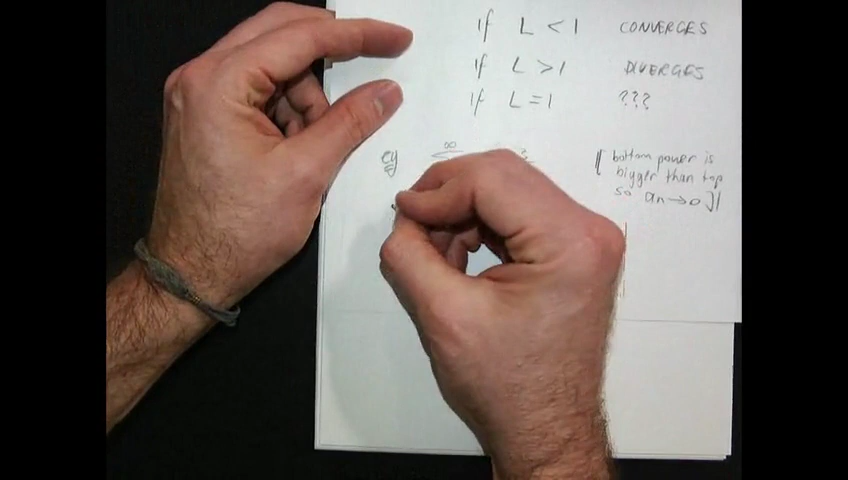 if L < 1 CONVERGES
if L > 1 DIVERGES
if L = 1 ???
eg ∞
[[ bottom power is
bigger than top
so an → 0 ]]